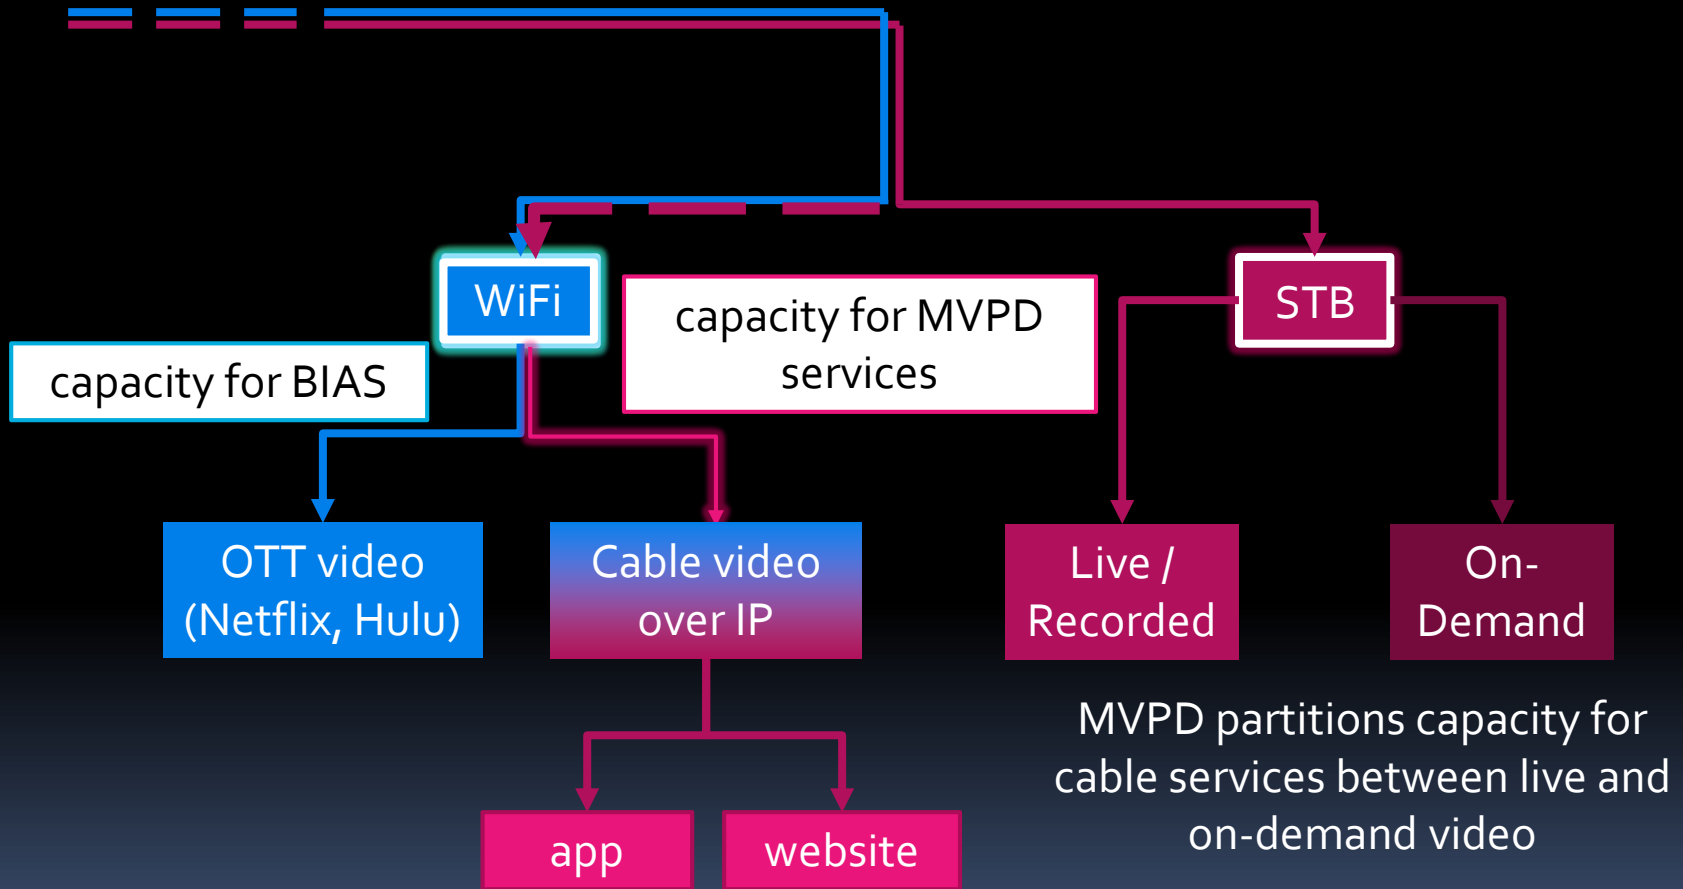 WiFi
capacity for MVPD
services
STB
capacity for BIAS
OTT video
(Netflix, Hulu)
Cable video
over IP
Live /
Recorded
On-
Demand
MVPD partitions capacity for
cable services between live and
on-demand video
app
website